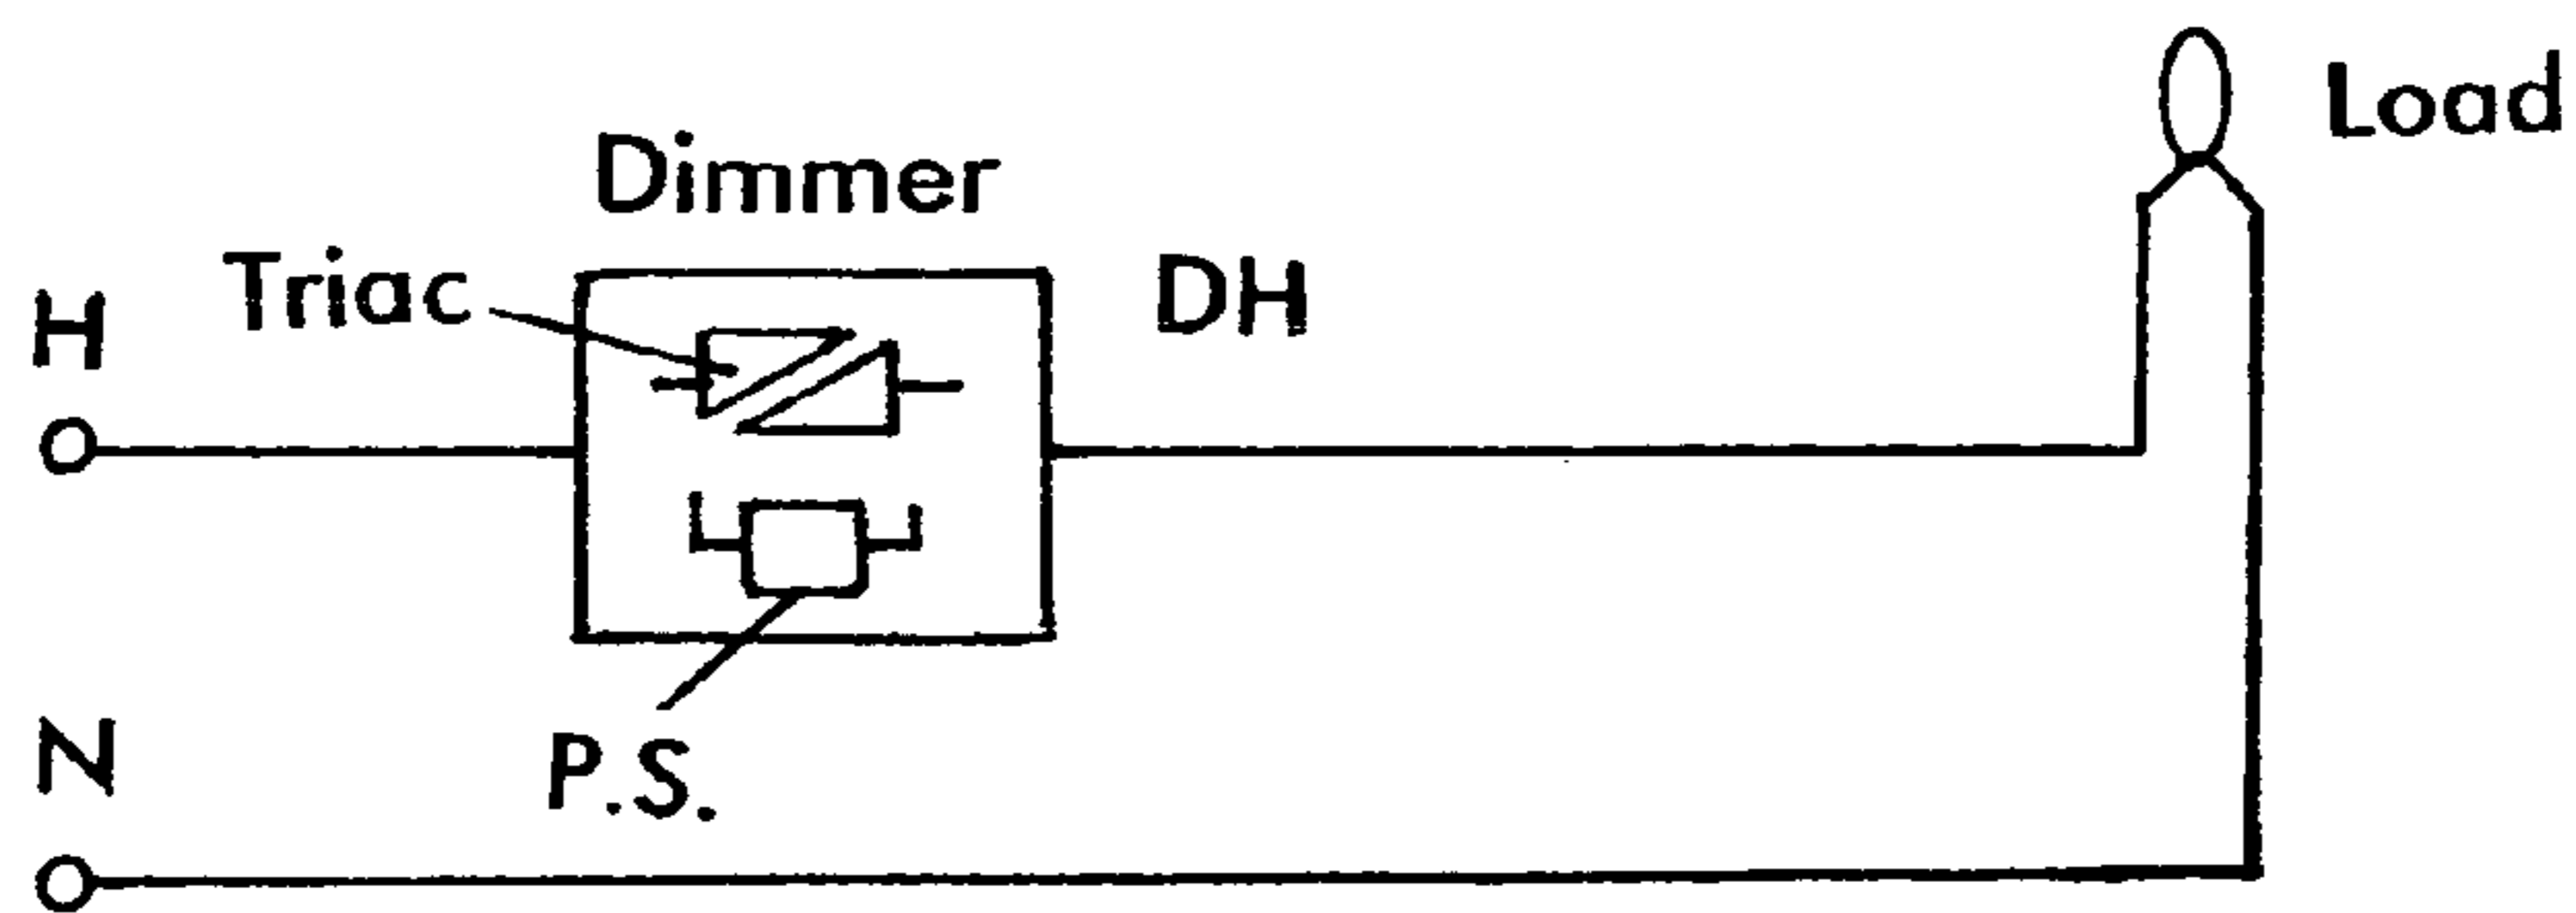 Load
Dimmer
Triac
DH
H
N
P.S.